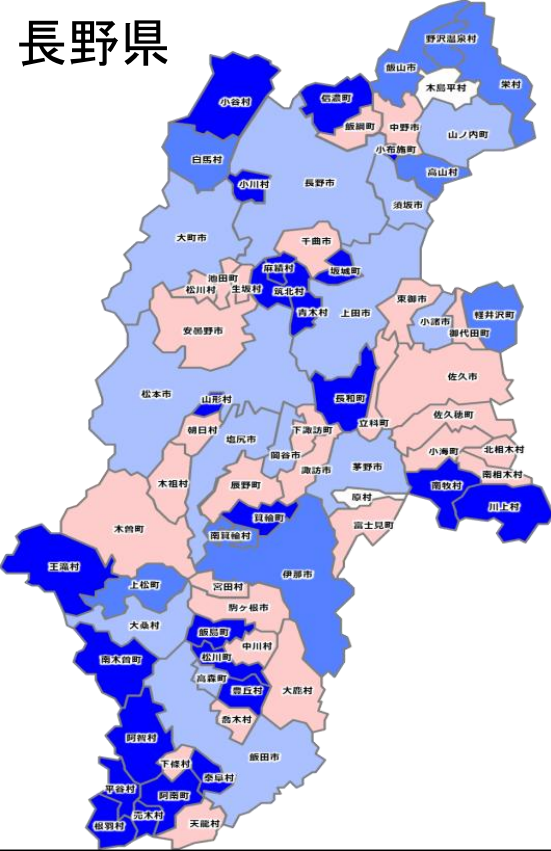 長野県
野沢温泉村
飯山市
木島平村
栄村
小谷村
信濃町
飯綱町
中野市
山ノ内町
小布施町
白馬村
高山村
小川村
長野市
須坂市
大町市
千曲市
麻績村
坂城町
池田町
松川村
生坂村
筑北村
青木村
上田市
東御市
小諸市
軽井沢町
御代田町
安曇野市
佐久市
松本市
山形村
長和町
立科町
佐久穂町
朝日村
塩尻市
下諏訪町
岡谷市
諏訪市
茅野市
小海町
北相木村
南相木村
木祖村
辰野町
南牧村
川上村
原村
箕輪町
富士見町
木曽町
南箕輪村
王滝村
上松町
伊那市
宮田村
駒ヶ根市
大桑村
飯島町
中川村
南木曽町
松川町
高森町
豊丘村
大鹿村
喬木村
阿智村
飯田市
下條村
泰阜村
平谷村
阿南町
売木村
根羽村
天龍村